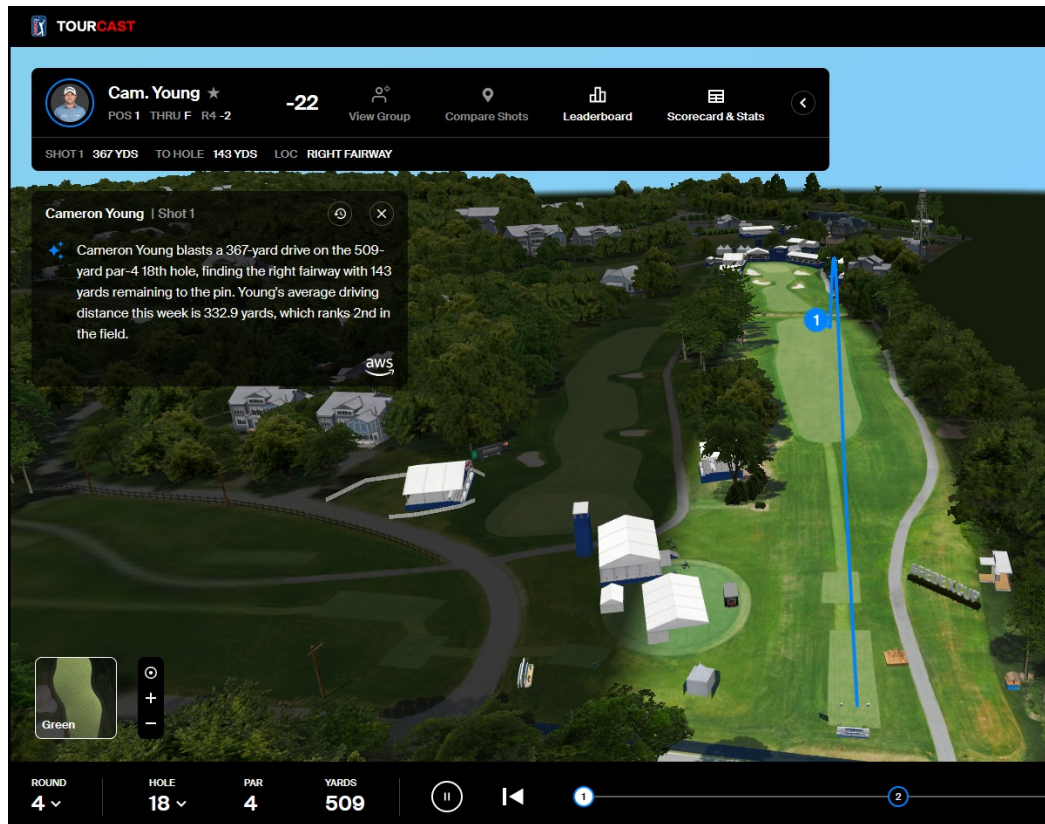 TOURCAST
Cam. Young
POS 1 THRU F R4 -2
-22
View Group
Compare Shots
Leaderboard
Scorecard & Stats
SHOT 1 367 YDS TO HOLE 143 YDS LOC RIGHT FAIRWAY
Cameron Young | Shot 1
Cameron Young blasts a 367-yard drive on the 509-
yard par-4 18th hole, finding the right fairway with 143
yards remaining to the pin. Young's average driving
distance this week is 332.9 yards, which ranks 2nd in
the field.
aws
1
Green
ROUND
4
HOLE
18
PAR
4
YARDS
509
1
2